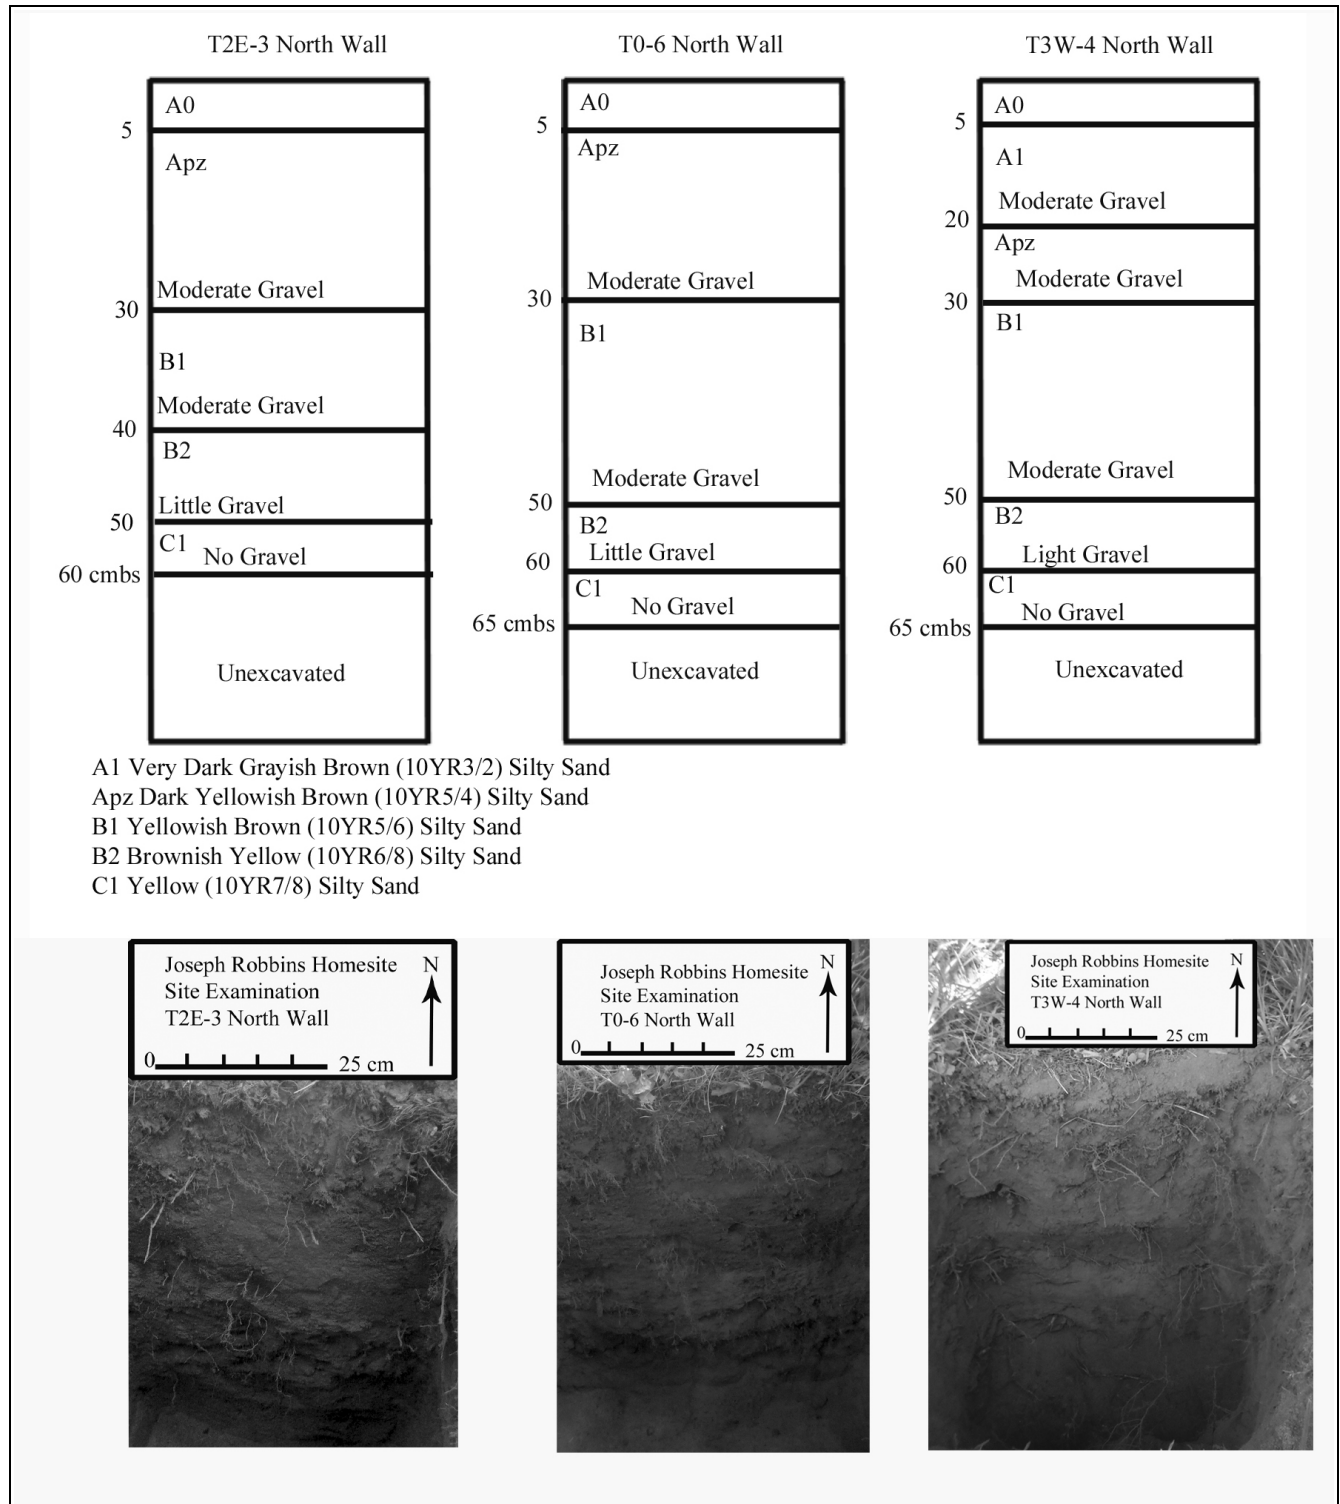 T2E-3 North Wall
A0
5
Apz
Moderate Gravel
30
B1
Moderate Gravel
40
B2
Little Gravel
50
C1 No Gravel
60 cmbs
Unexcavated
T0-6 North Wall
A0
5
Apz
Moderate Gravel
30
B1
Moderate Gravel
50
B2
Little Gravel
60
C1
No Gravel
65 cmbs
Unexcavated
T3W-4 North Wall
A0
5
A1
Moderate Gravel
20
Apz
Moderate Gravel
30
B1
Moderate Gravel
50
B2
Light Gravel
60
C1
No Gravel
65 cmbs
Unexcavated
A1 Very Dark Grayish Brown (10YR3/2) Silty Sand
Apz Dark Yellowish Brown (10YR5/4) Silty Sand
B1 Yellowish Brown (10YR5/6) Silty Sand
B2 Brownish Yellow (10YR6/8) Silty Sand
C1 Yellow (10YR7/8) Silty Sand
Joseph Robbins Homesite
Site Examination
T2E-3 North Wall
N
0 25 cm
Joseph Robbins Homesite
Site Examination
T0-6 North Wall
N
0 25 cm
Joseph Robbins Homesite
Site Examination
T3W-4 North Wall
N
0 25 cm